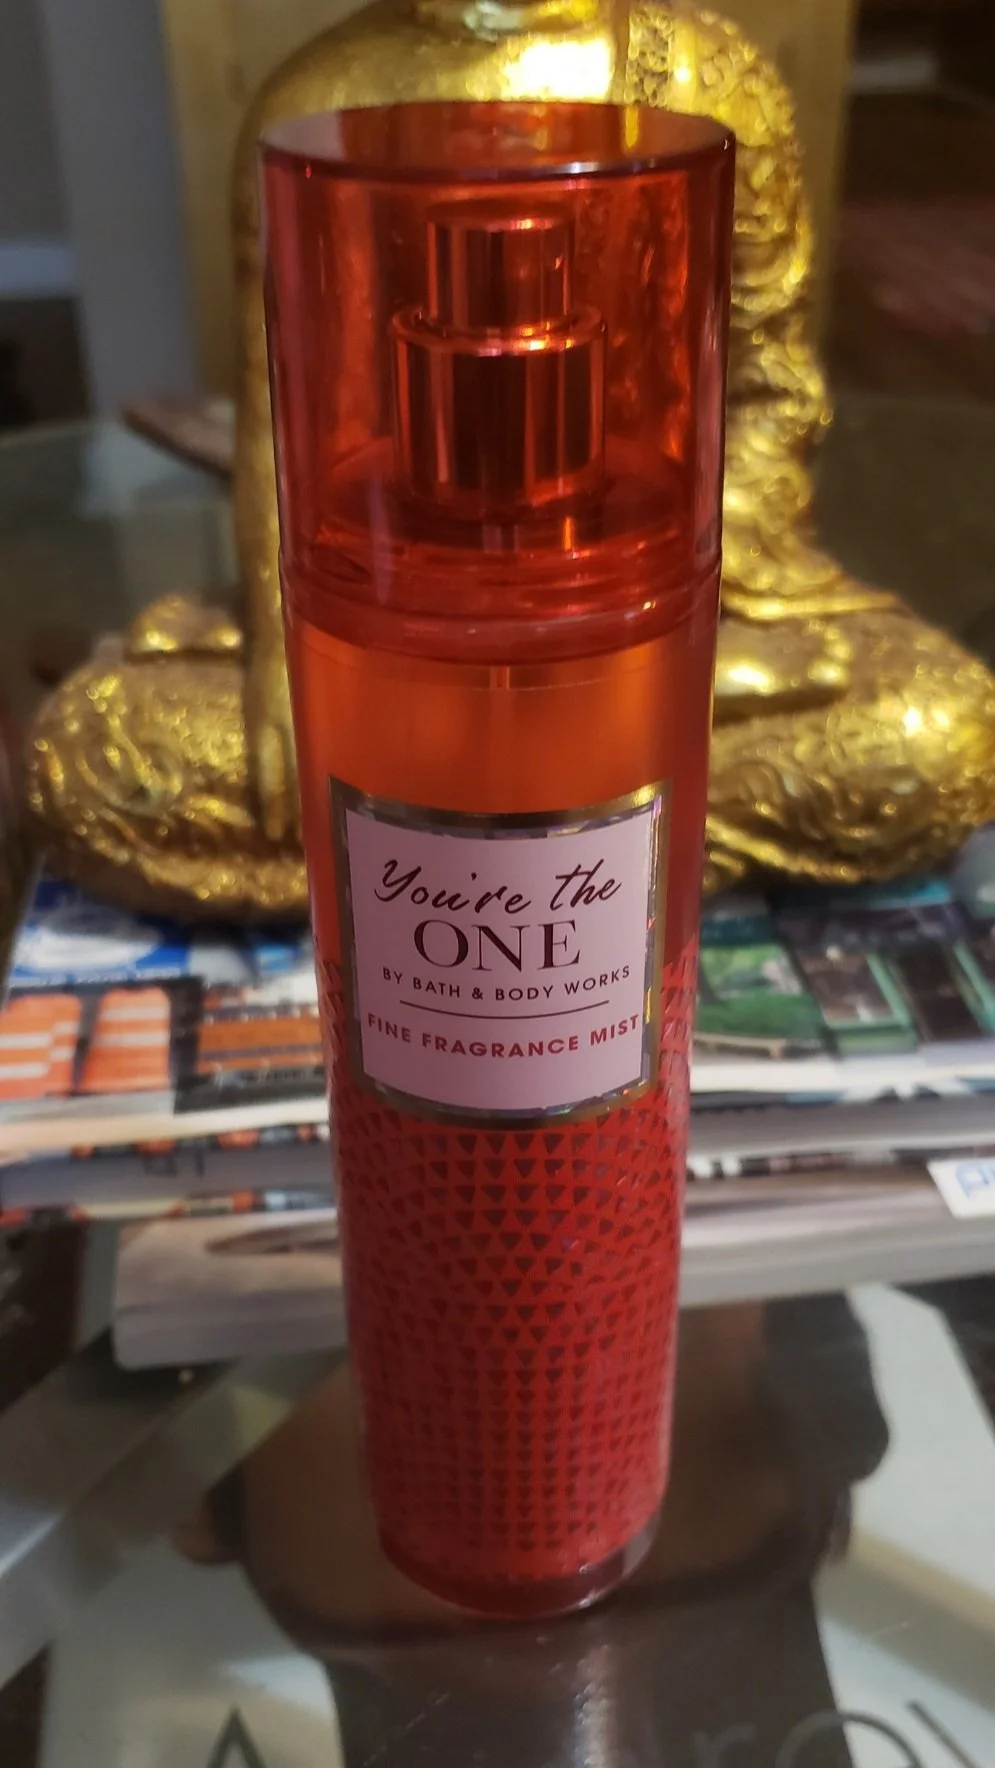 You're the
ONE
BY BATH & BODY WORKS
FINE FRAGRANCE MIST